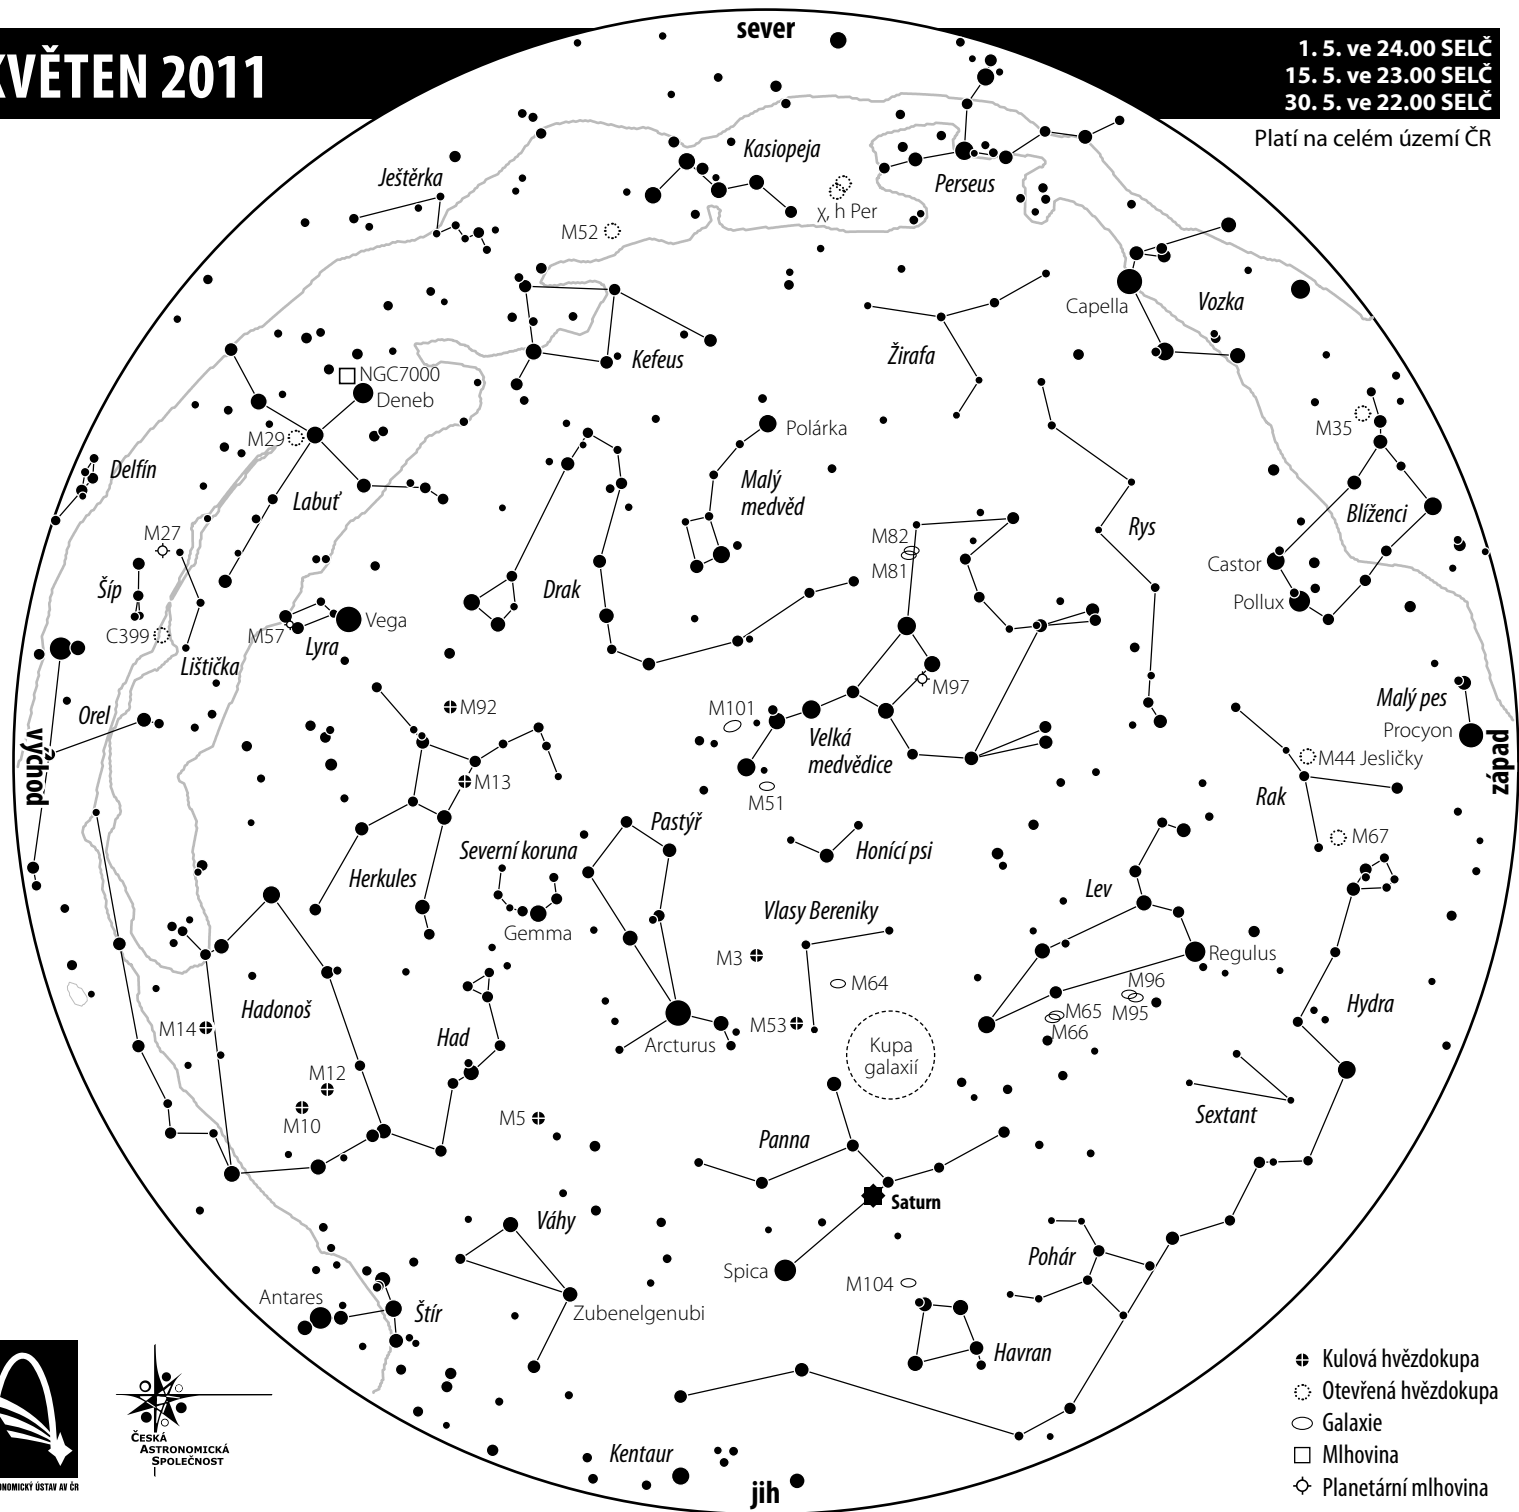 KVĚTEN 2011
sever
1. 5. ve 24.00 SELČ
15. 5. ve 23.00 SELČ
30. 5. ve 22.00 SELČ
Platí na celém území ČR
Kasiopeja
Ještěrka
Perseus
χ, h Per
M52
Capella
Vozka
Kefeus
Žirafa
NGC7000
Deneb
M29
Polárka
M35
Delfín
Labuť
Malý
medvěd
Blíženci
M27
M82
M81
Rys
Castor
Šíp
Drak
Pollux
C399
M57
Vega
Lyra
Lištička
M97
Malý pes
Orel
M92
M101
Velká
medvědice
Procyon
východ
západ
M44 Jesličky
M13
M51
Rak
Pastýř
Severní koruna
Honící psi
M67
Herkules
Lev
Gemma
Vlasy Bereniky
M3
Regulus
M64
M96
M95
Hadonoš
M14
Had
Arcturus
M53
M65
M66
Hydra
Kupa
galaxií
M12
M10
M5
Panna
Sextant
Saturn
Váhy
Spica
M104
Pohár
Antares
Štír
Zubenelgenubi
Havran
Kulová hvězdokupa
Otevřená hvězdokupa
Galaxie
Mlhovina
Planetární mlhovina
ČESKÁ
ASTRONOMICKÁ
SPOLEČNOST
Kentaur
ONOMICKÝ ÚSTAV AV ČR
jih